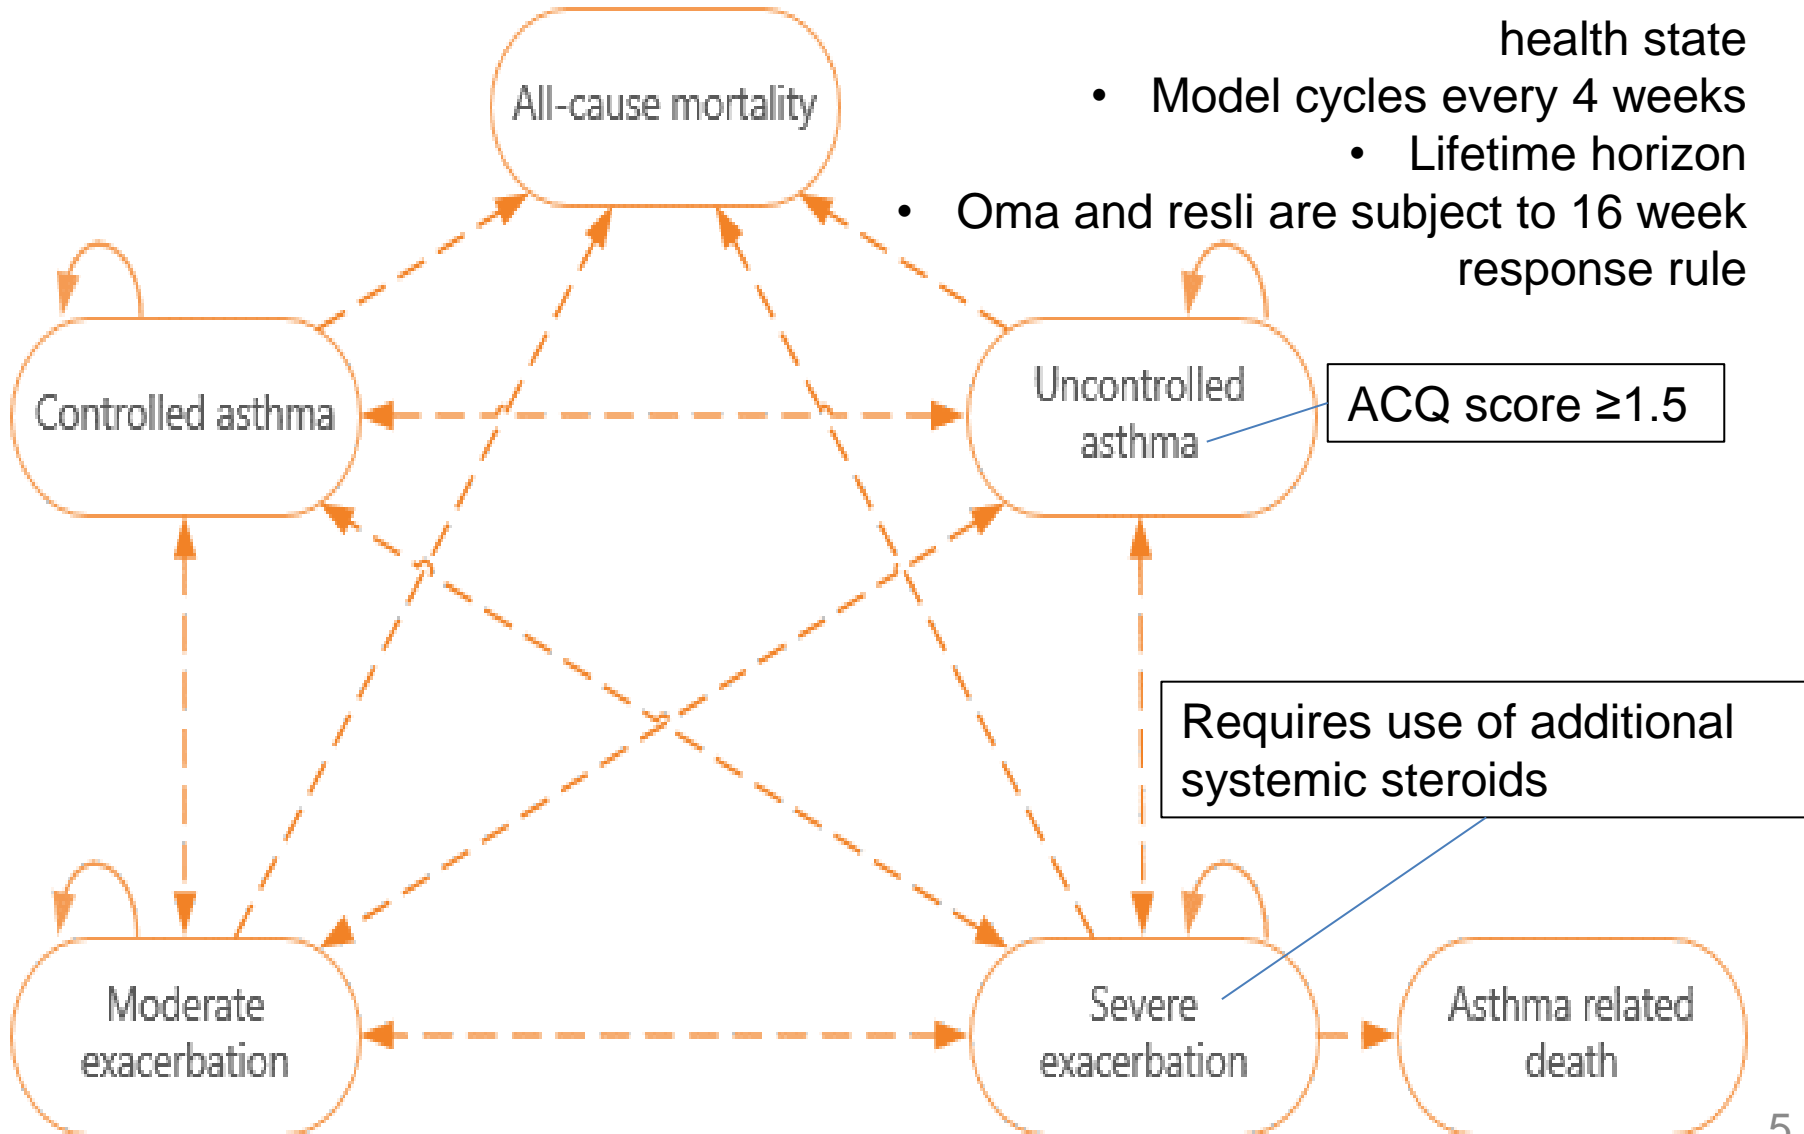 health state
• Model cycles every 4 weeks
• Lifetime horizon
• Oma and resli are subject to 16 week
response rule
All-cause mortality
Controlled asthma
Uncontrolled
asthma
ACQ score ≥1.5
Requires use of additional
systemic steroids
Moderate
exacerbation
Severe
exacerbation
Asthma related
death
5